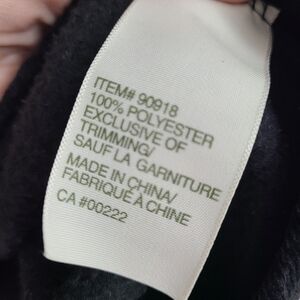 ITEM# 90918
100% POLYESTER
EXCLUSIVE OF
TRIMMING/
SAUF LA GARNITURE
MADE IN CHINA/
FABRIQUÉ À CHINE
CA #00222